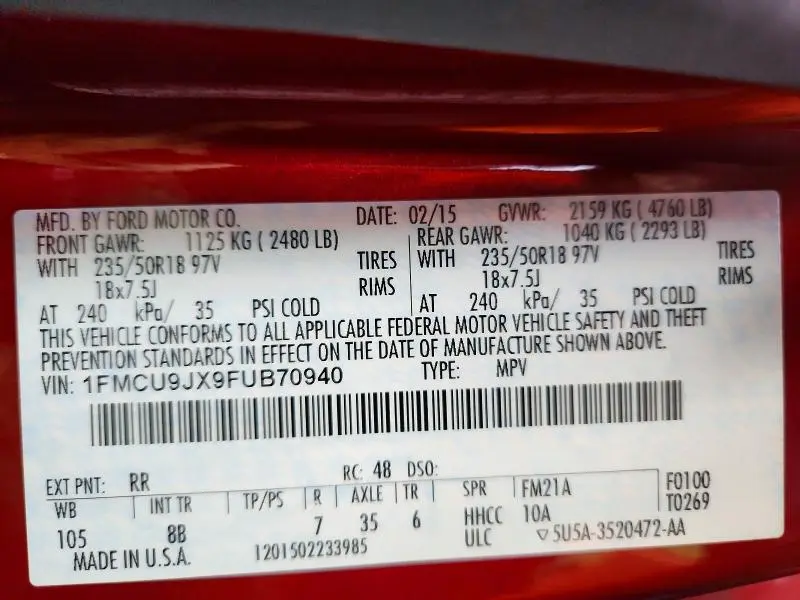 MFD. BY FORD MOTOR CO. DATE: 02/15 GVWR: 2159 KG ( 4760 LB)
FRONT GAWR: 1125 KG ( 2480 LB) REAR GAWR: 1040 KG ( 2293 LB)
WITH 235/50R18 97V TIRES WITH 235/50R18 97V TIRES
18x7.5J RIMS 18x7.5J RIMS
AT 240 kPa/ 35 PSI COLD AT 240 kPa/ 35 PSI COLD
THIS VEHICLE CONFORMS TO ALL APPLICABLE FEDERAL MOTOR VEHICLE SAFETY AND THEFT
PREVENTION STANDARDS IN EFFECT ON THE DATE OF MANUFACTURE SHOWN ABOVE.
VIN: 1FMCU9JX9FUB70940 TYPE: MPV
EXT PNT: RR RC: 48 DSO:
WB INT TR TP/PS R AXLE TR SPR FM21A F0100
105 8B 7 35 6 HHCC 10A T0269
MADE IN U.S.A. 1201502233985 ULC ▽5U5A-3520472-AA